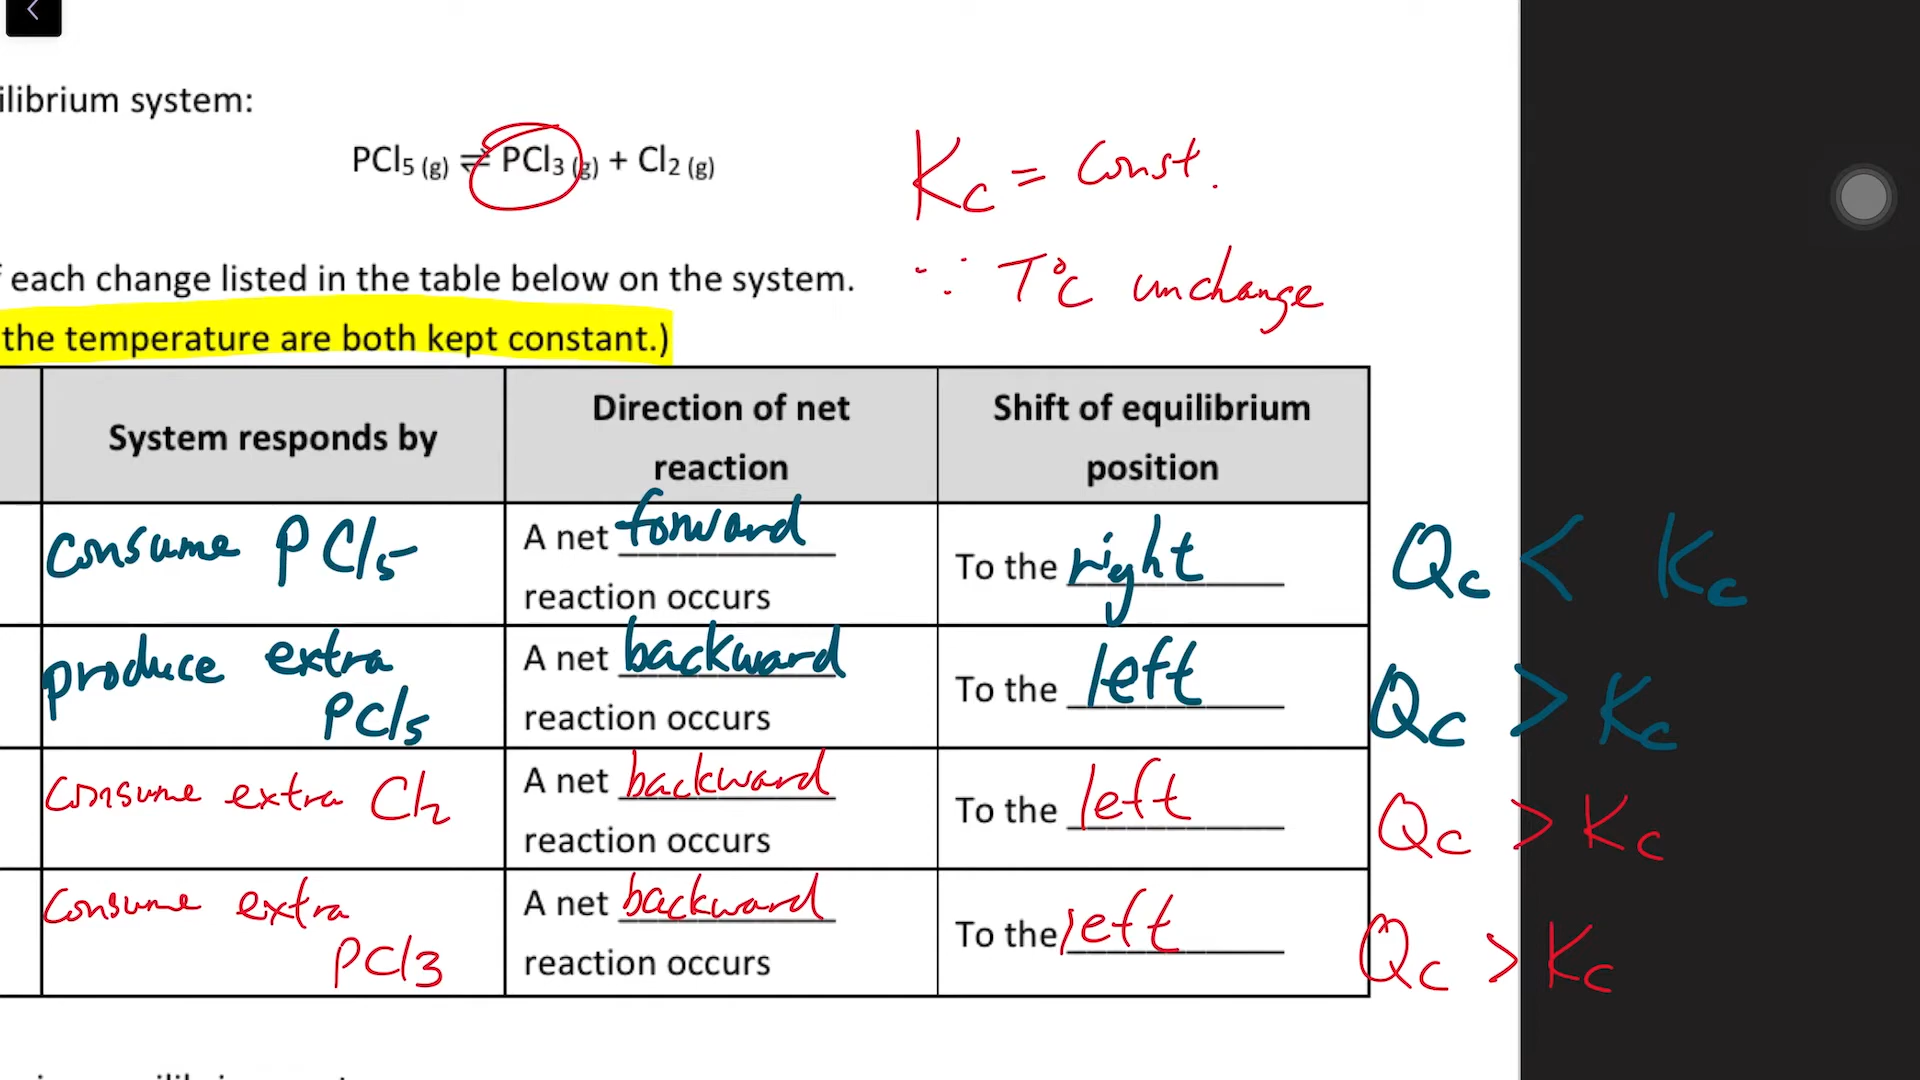 ilibrium system:
PCl5 (g) ⇌ PCl3 (g) + Cl2 (g)
Kc = const.
each change listed in the table below on the system.
∵ T°C unchange
the temperature are both kept constant.)
System responds by
Direction of net reaction
Shift of equilibrium position
consume PCl5
A net forward
reaction occurs
To the right
Qc < Kc
produce extra
PCl5
A net backward
reaction occurs
To the left
Qc > Kc
consume extra Cl2
A net backward
reaction occurs
To the left
Qc > Kc
consume extra
PCl3
A net backward
reaction occurs
To the left
Qc > Kc